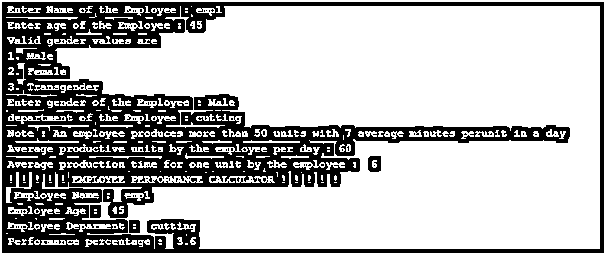 Enter Name of the Employee : emp1
Enter age of the Employee : 45
Valid gender values are
1. Male
2. Female
3. Transgender
Enter gender of the Employee : Male
department of the Employee : cutting
Note : An employee produces more than 50 units with 7 average minutes perunit in a day
Average productive units by the employee per day : 60
Average production time for one unit by the employee : 6
! ! ! ! ! EMPLOYEE PERFORMANCE CALCULATOR ! ! ! ! !
Employee Name : emp1
Employee Age : 45
Employee Deparment : cutting
Performance percentage : 3.6